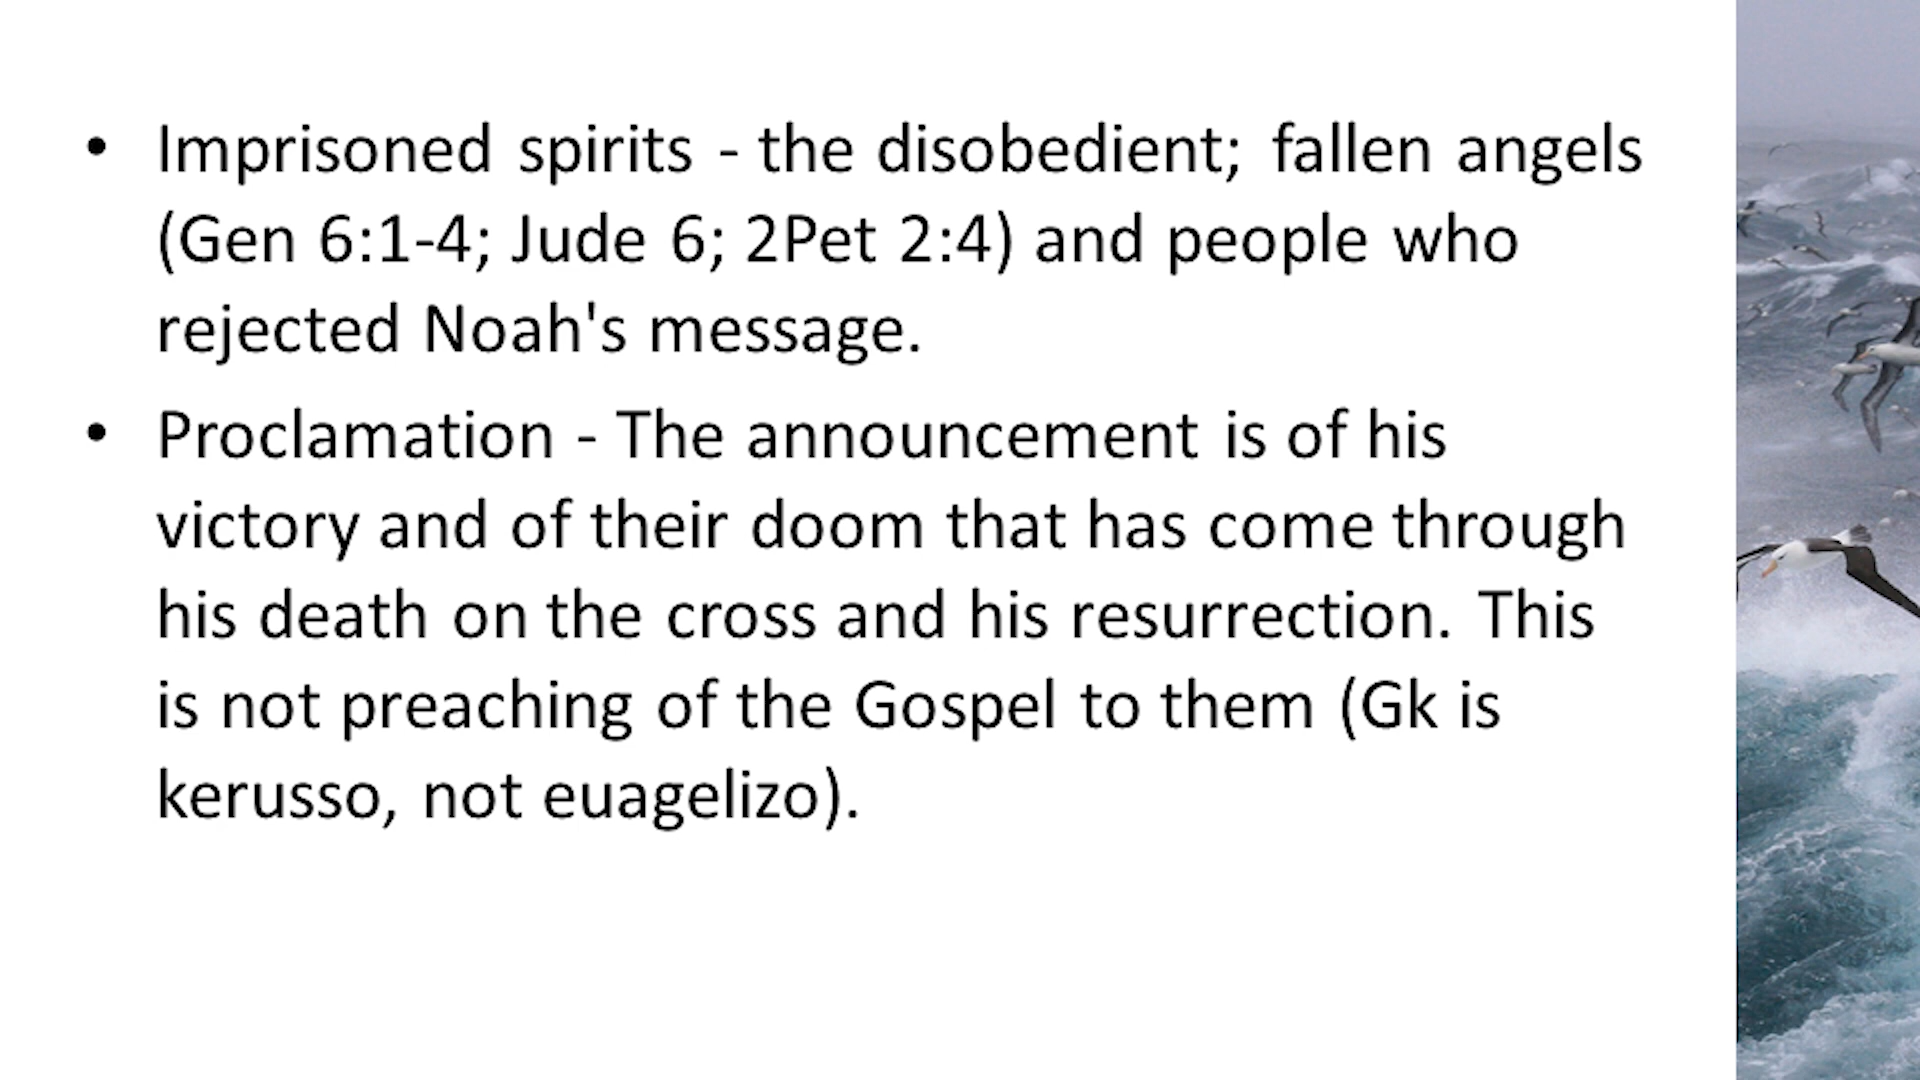 • Imprisoned spirits - the disobedient; fallen angels
(Gen 6:1-4; Jude 6; 2Pet 2:4) and people who
rejected Noah's message.
• Proclamation - The announcement is of his
victory and of their doom that has come through
his death on the cross and his resurrection. This
is not preaching of the Gospel to them (Gk is
kerusso, not euagelizo).